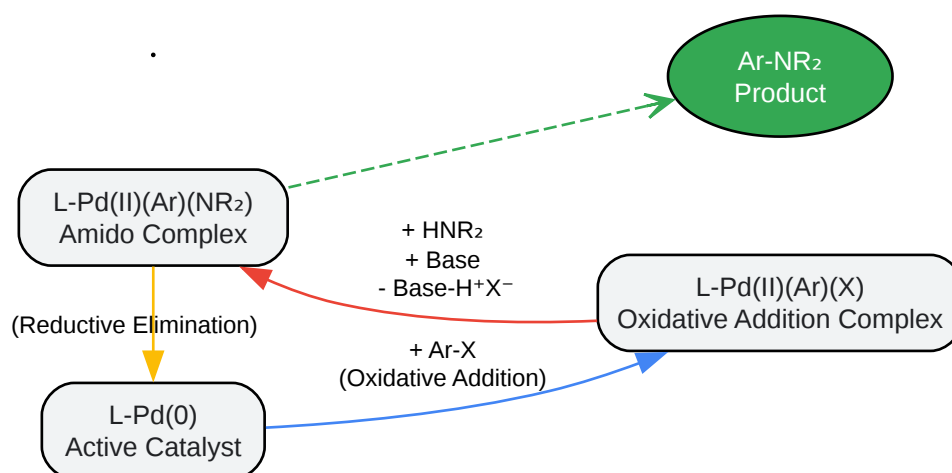 Ar-NR₂
Product
L-Pd(II)(Ar)(NR₂)
Amido Complex
+ HNR₂
+ Base
- Base-H⁺X⁻
L-Pd(II)(Ar)(X)
Oxidative Addition Complex
(Reductive Elimination)
+ Ar-X
(Oxidative Addition)
L-Pd(0)
Active Catalyst